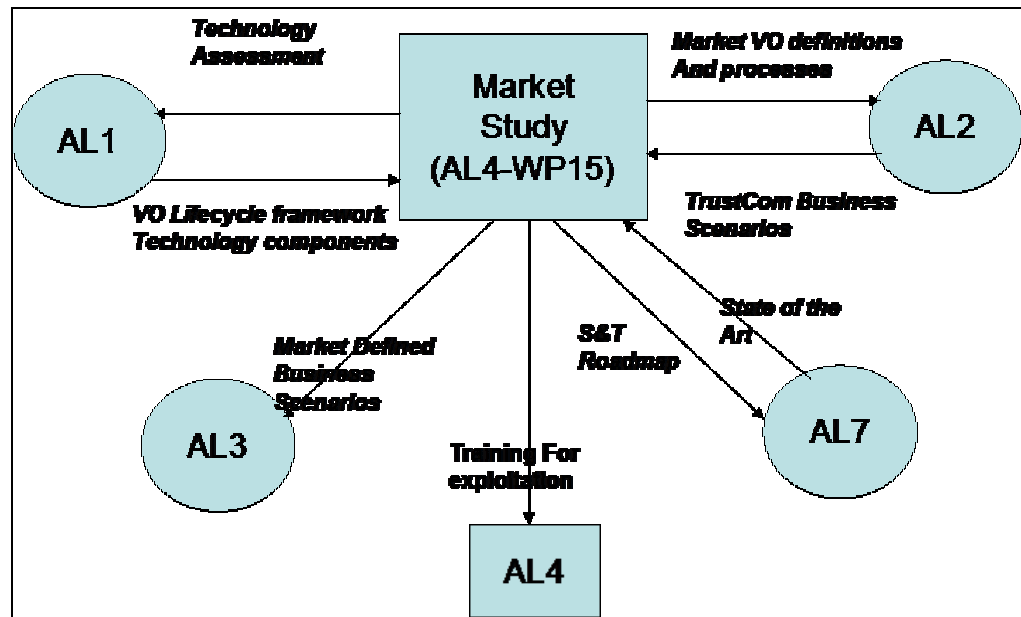 Technology
Assessment
Market VO definitions
And processes
Market
Study
(AL4-WP15)
AL1
AL2
VO Lifecycle framework
Technology components
TrustCom Business
Scenarios
State of the
Art
S&T
Roadmap
Market Defined
Business
Scenarios
AL3
AL7
Training For
exploitation
AL4